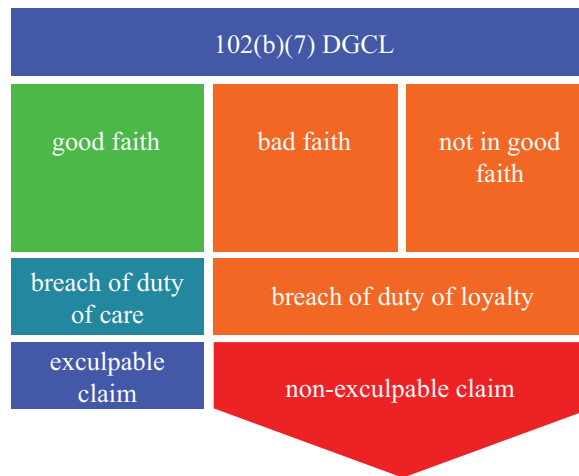 102(b)(7) DGCL
good faith
bad faith
not in good
faith
breach of duty
of care
breach of duty of loyalty
exculpable
claim
non-exculpable claim